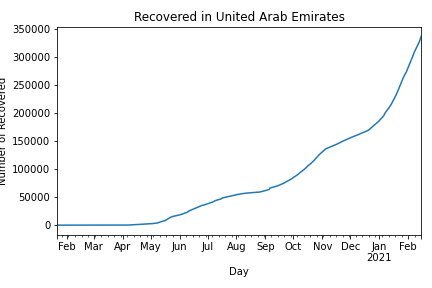 Recovered in United Arab Emirates
350000
300000
250000
200000
150000
100000
50000
0
Number of Recovered
Feb Mar Apr May Jun Jul Aug Sep Oct Nov Dec Jan Feb
2021
Day